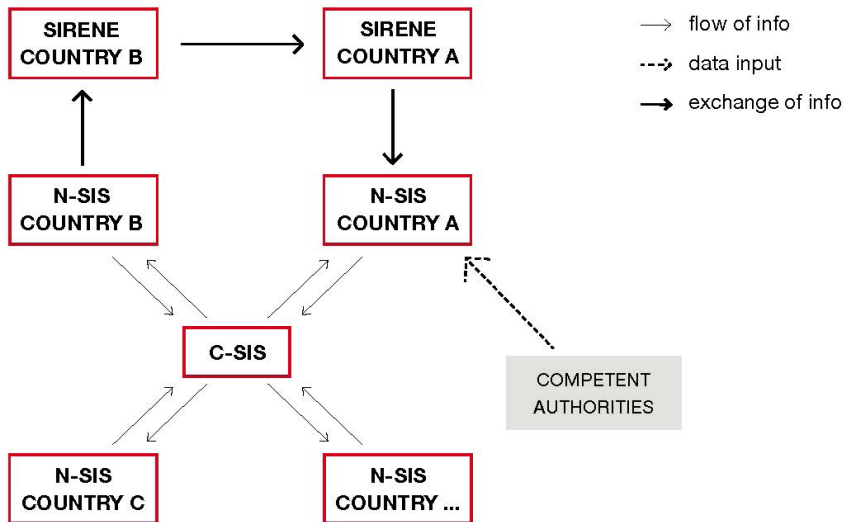 SIRENE
COUNTRY B
SIRENE
COUNTRY A
flow of info
data input
exchange of info
N-SIS
COUNTRY B
N-SIS
COUNTRY A
C-SIS
COMPETENT
AUTHORITIES
N-SIS
COUNTRY C
N-SIS
COUNTRY ...